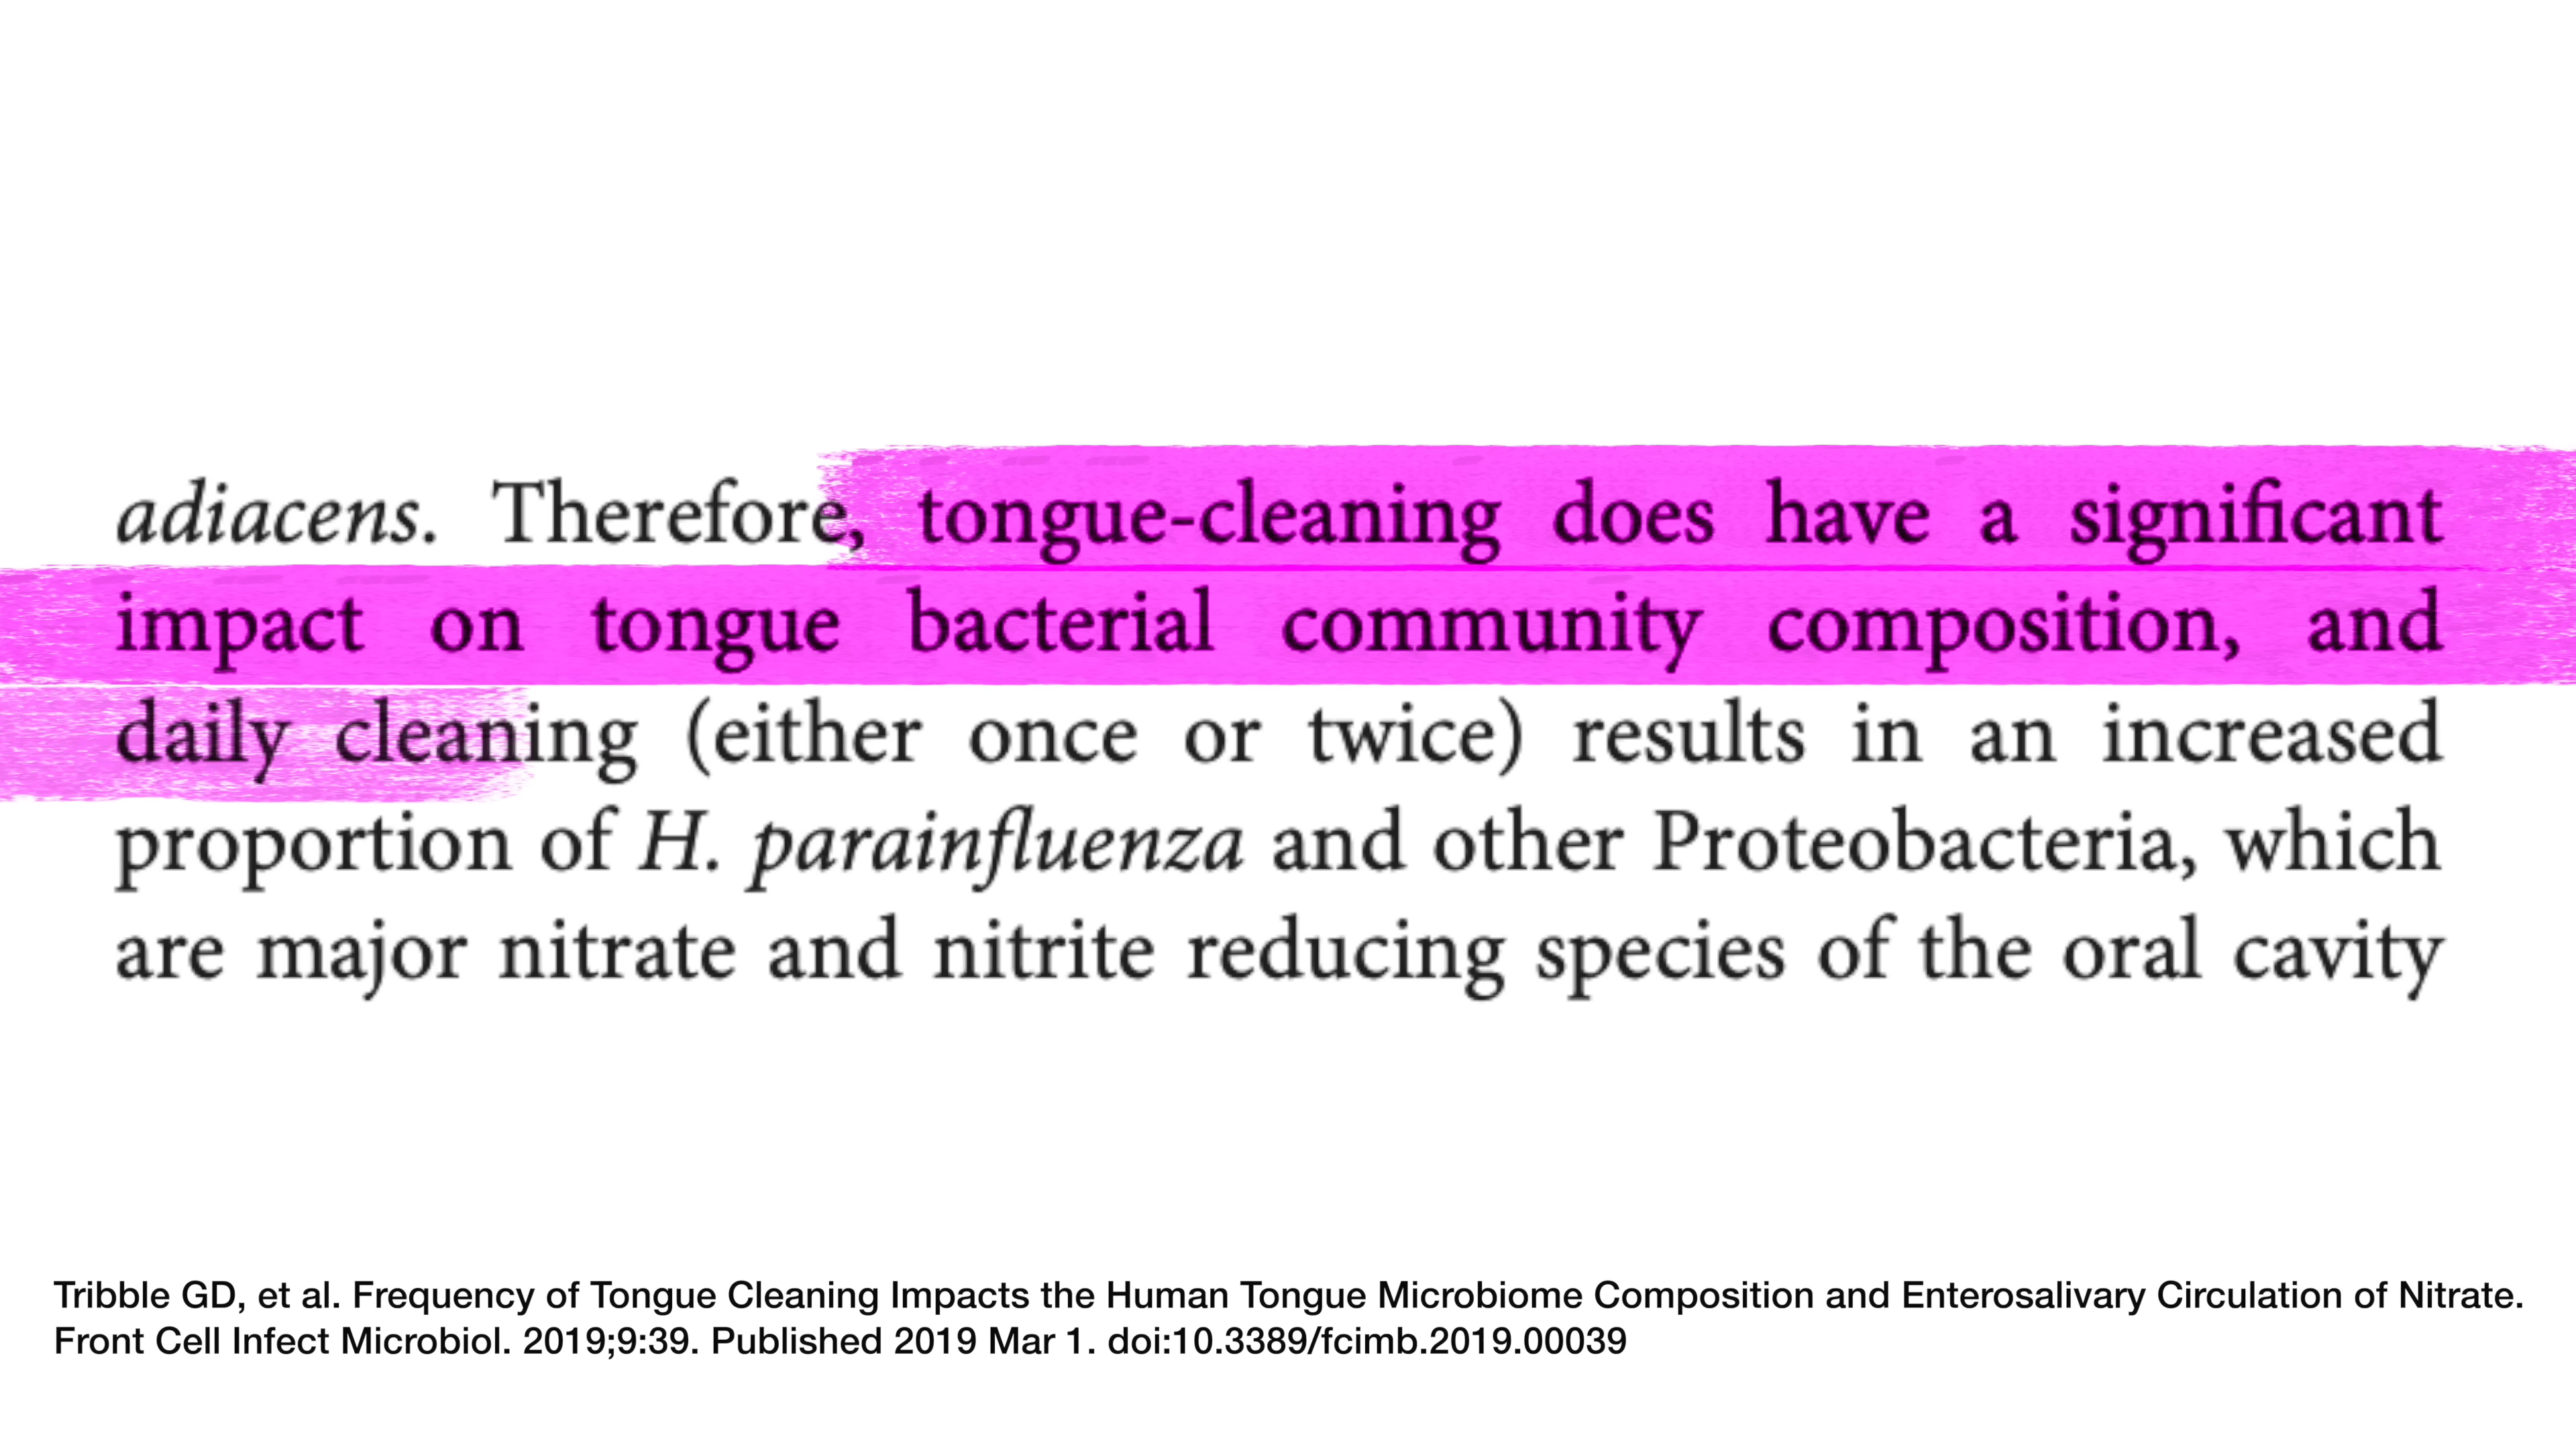 adiacens. Therefore, tongue-cleaning does have a significant
impact on tongue bacterial community composition, and
daily cleaning (either once or twice) results in an increased
proportion of H. parainfluenza and other Proteobacteria, which
are major nitrate and nitrite reducing species of the oral cavity
Tribble GD, et al. Frequency of Tongue Cleaning Impacts the Human Tongue Microbiome Composition and Enterosalivary Circulation of Nitrate.
Front Cell Infect Microbiol. 2019;9:39. Published 2019 Mar 1. doi:10.3389/fcimb.2019.00039